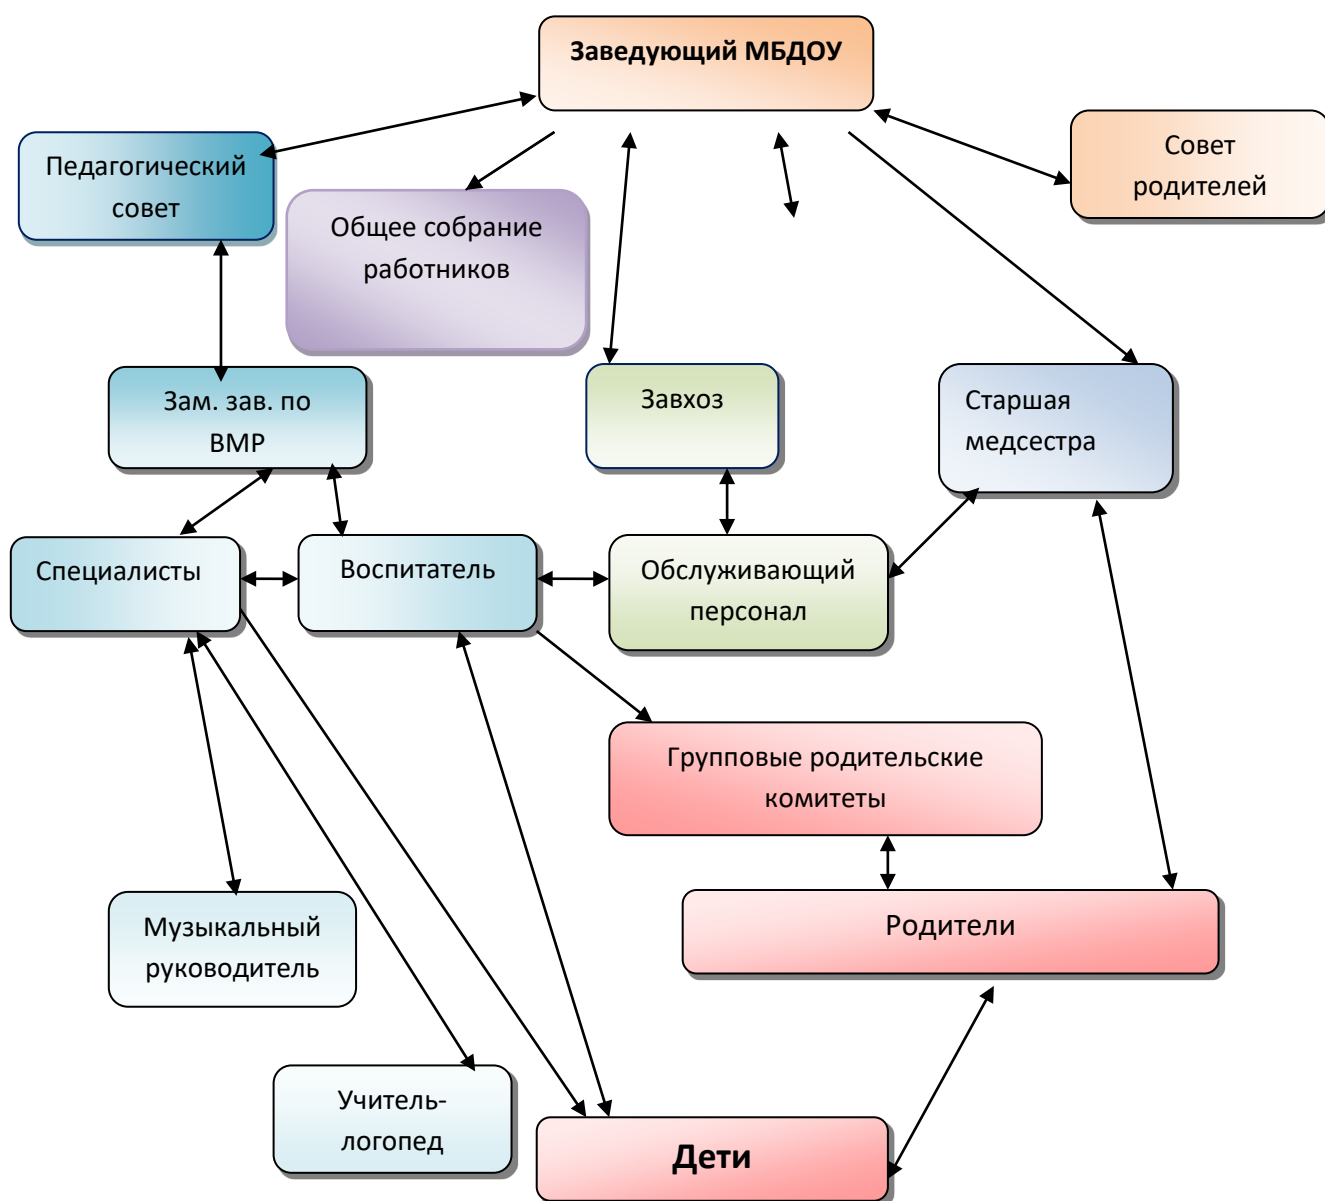 Заведующий МБДОУ
Педагогический
совет
Общее собрание
работников
Совет
родителей
Зам. зав. по
ВМР
Завхоз
Старшая
медсестра
Специалисты
Воспитатель
Обслуживающий
персонал
Групповые родительские
комитеты
Музыкальный
руководитель
Родители
Учитель-
логопед
Дети